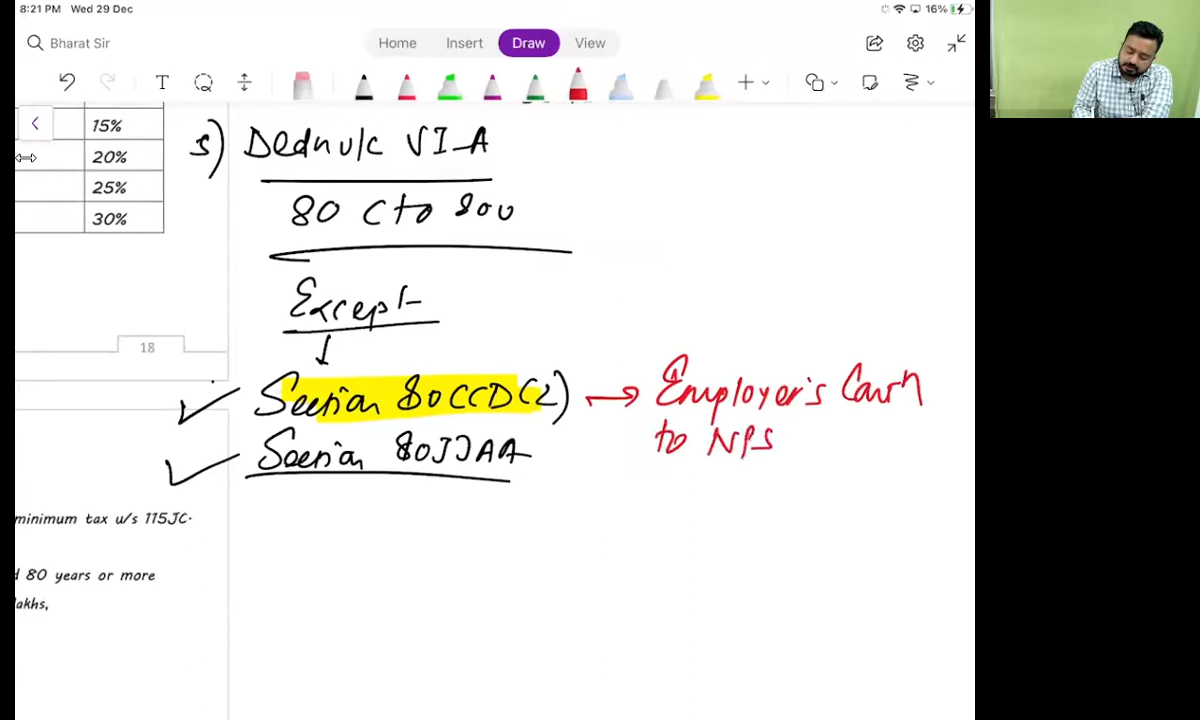 8:21 PM Wed 29 Dec
16%
Bharat Sir
Home Insert Draw View
T
15%
20%
25%
30%
18
minimum tax u/s 115JC.
80 years or more
lakhs,
5) Dedn u/c VI-A
80 C to 80U
Except
Section 80CCD(2) → Employer's Contn
to NPS
Section 80JJAA